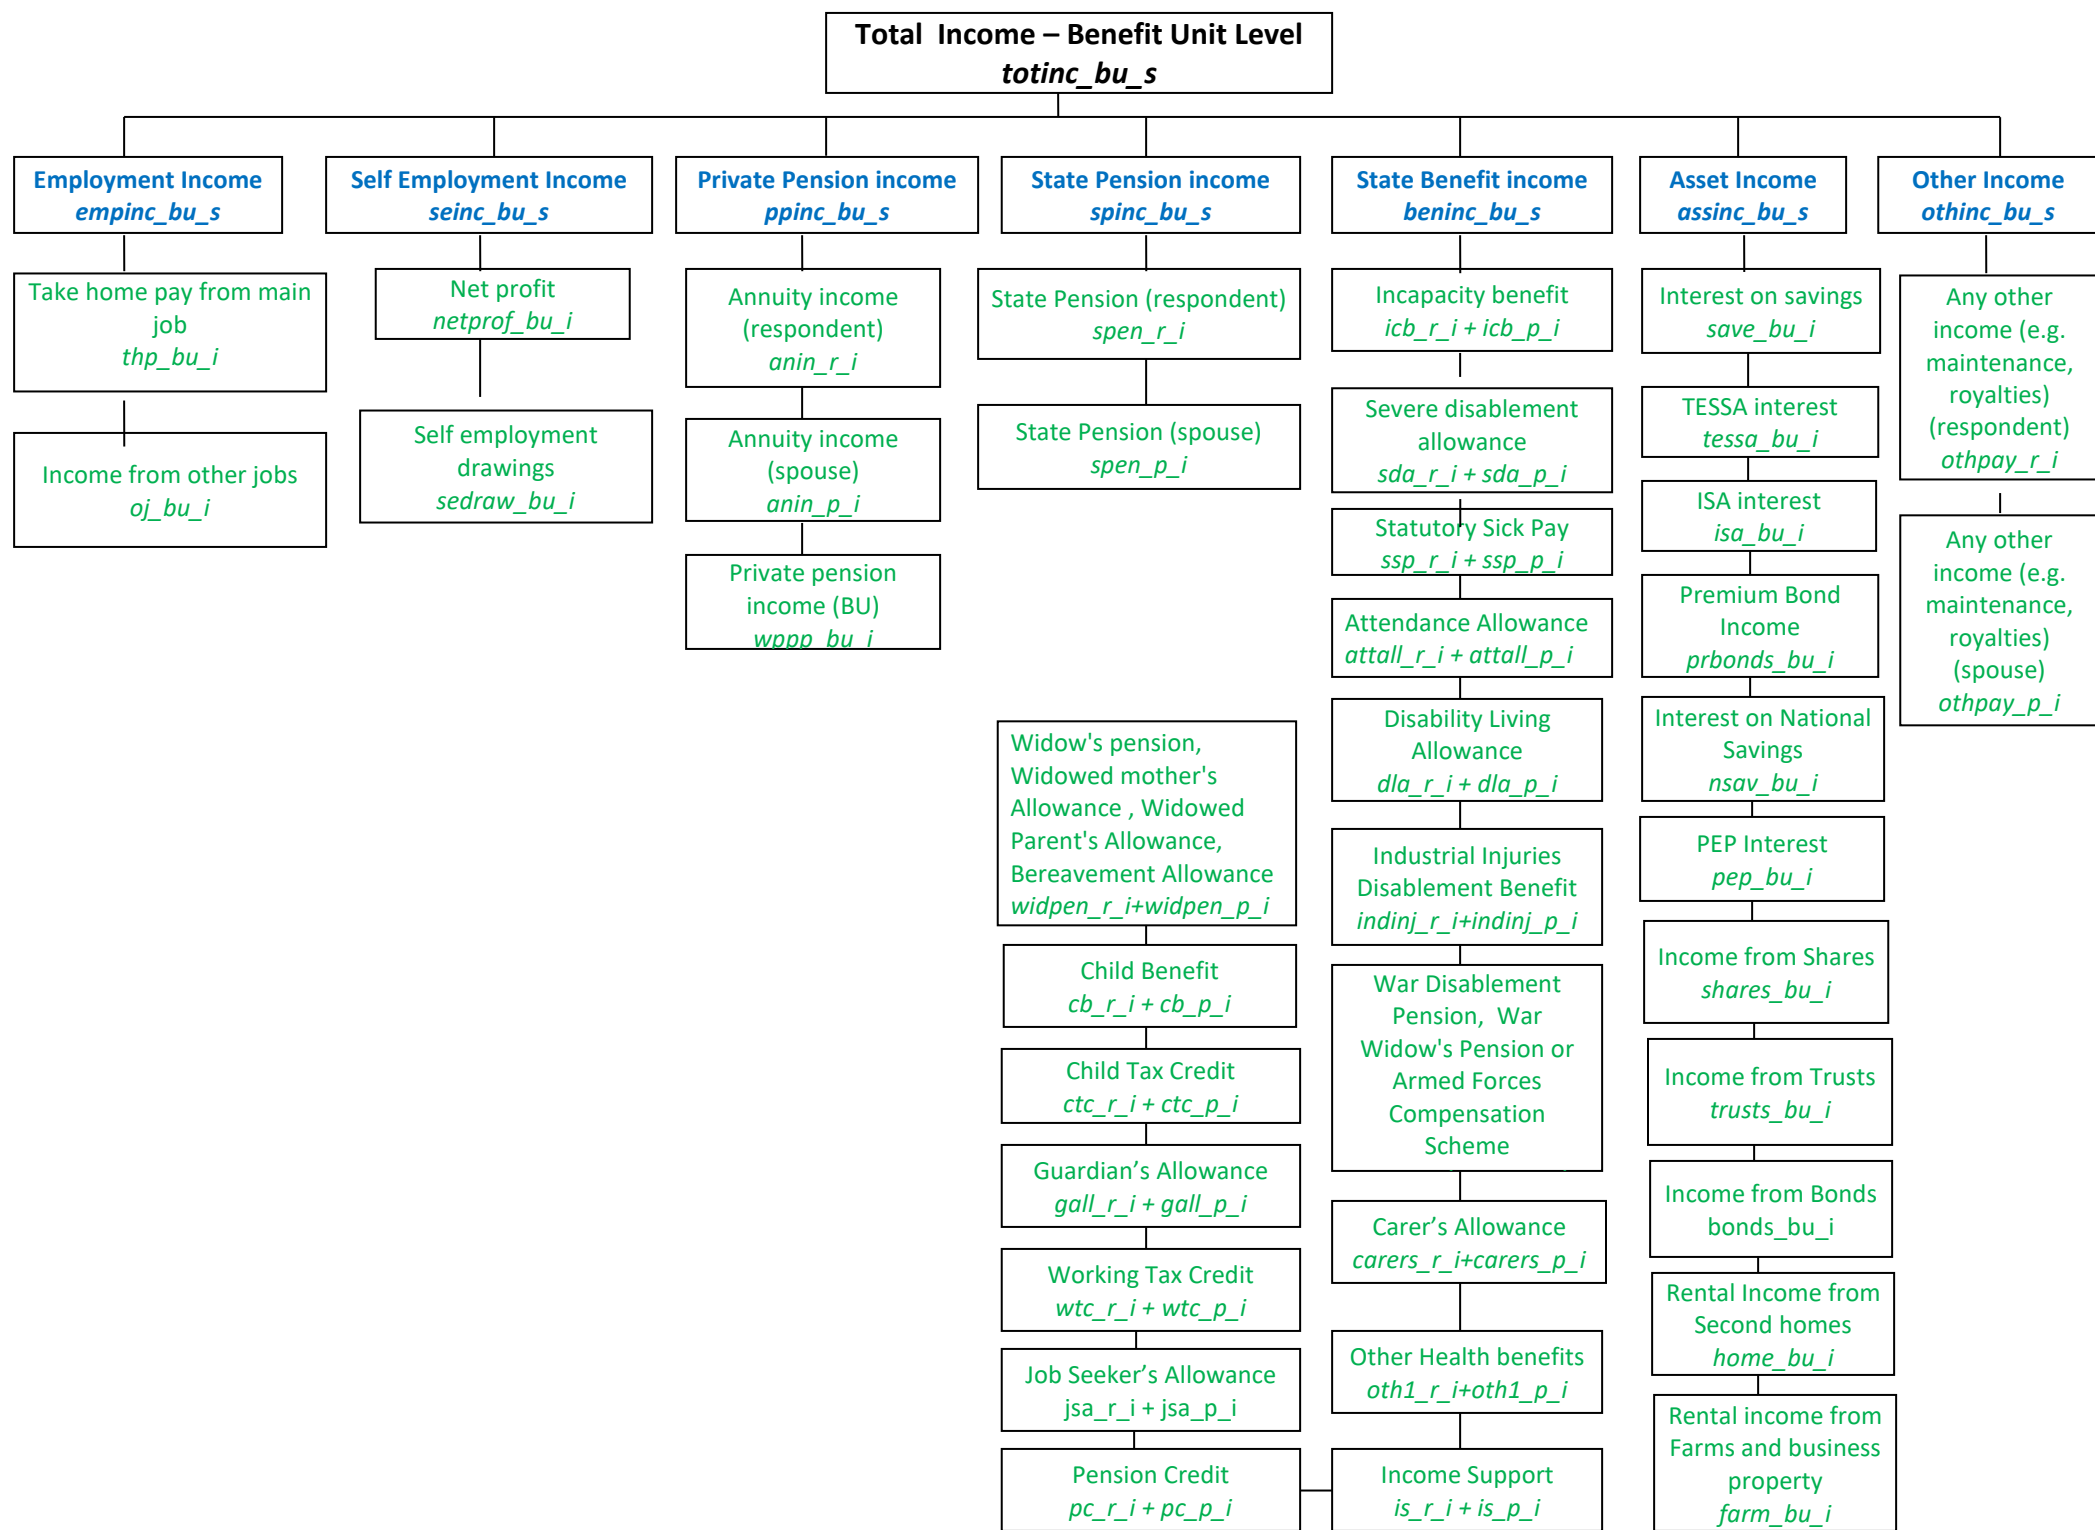 Total  Income – Benefit Unit Level
totinc_bu_s
Employment Income
empinc_bu_s
Self Employment Income
seinc_bu_s
Private Pension income
ppinc_bu_s
State Pension income
spinc_bu_s
State Benefit income
beninc_bu_s
Asset Income
assinc_bu_s
Other Income
othinc_bu_s
Take home pay from main
job
thp_bu_i
Income from other jobs
oj_bu_i
Net profit
netprof_bu_i
Self employment
drawings
sedraw_bu_i
Annuity income
(respondent)
anin_r_i
Annuity income
(spouse)
anin_p_i
Private pension
income (BU)
wppp_bu_i
State Pension (respondent)
spen_r_i
State Pension (spouse)
spen_p_i
Incapacity benefit
icb_r_i + icb_p_i
Severe disablement
allowance
sda_r_i + sda_p_i
Statutory Sick Pay
ssp_r_i + ssp_p_i
Attendance Allowance
attall_r_i + attall_p_i
Disability Living
Allowance
dla_r_i + dla_p_i
Industrial Injuries
Disablement Benefit
indinj_r_i+indinj_p_i
War Disablement
Pension,  War
Widow's Pension or
Armed Forces
Compensation
Scheme
Carer’s Allowance
carers_r_i+carers_p_i
Other Health benefits
oth1_r_i+oth1_p_i
Income Support
is_r_i + is_p_i
Widow's pension,
Widowed mother's
Allowance , Widowed
Parent's Allowance,
Bereavement Allowance
widpen_r_i+widpen_p_i
Child Benefit
cb_r_i + cb_p_i
Child Tax Credit
ctc_r_i + ctc_p_i
Guardian’s Allowance
gall_r_i + gall_p_i
Working Tax Credit
wtc_r_i + wtc_p_i
Job Seeker’s Allowance
jsa_r_i + jsa_p_i
Pension Credit
pc_r_i + pc_p_i
Interest on savings
save_bu_i
TESSA interest
tessa_bu_i
ISA interest
isa_bu_i
Premium Bond
Income
prbonds_bu_i
Interest on National
Savings
nsav_bu_i
PEP Interest
pep_bu_i
Income from Shares
shares_bu_i
Income from Trusts
trusts_bu_i
Income from Bonds
bonds_bu_i
Rental Income from
Second homes
home_bu_i
Rental income from
Farms and business
property
farm_bu_i
Any other
income (e.g.
maintenance,
royalties)
(respondent)
othpay_r_i
Any other
income (e.g.
maintenance,
royalties)
(spouse)
othpay_p_i